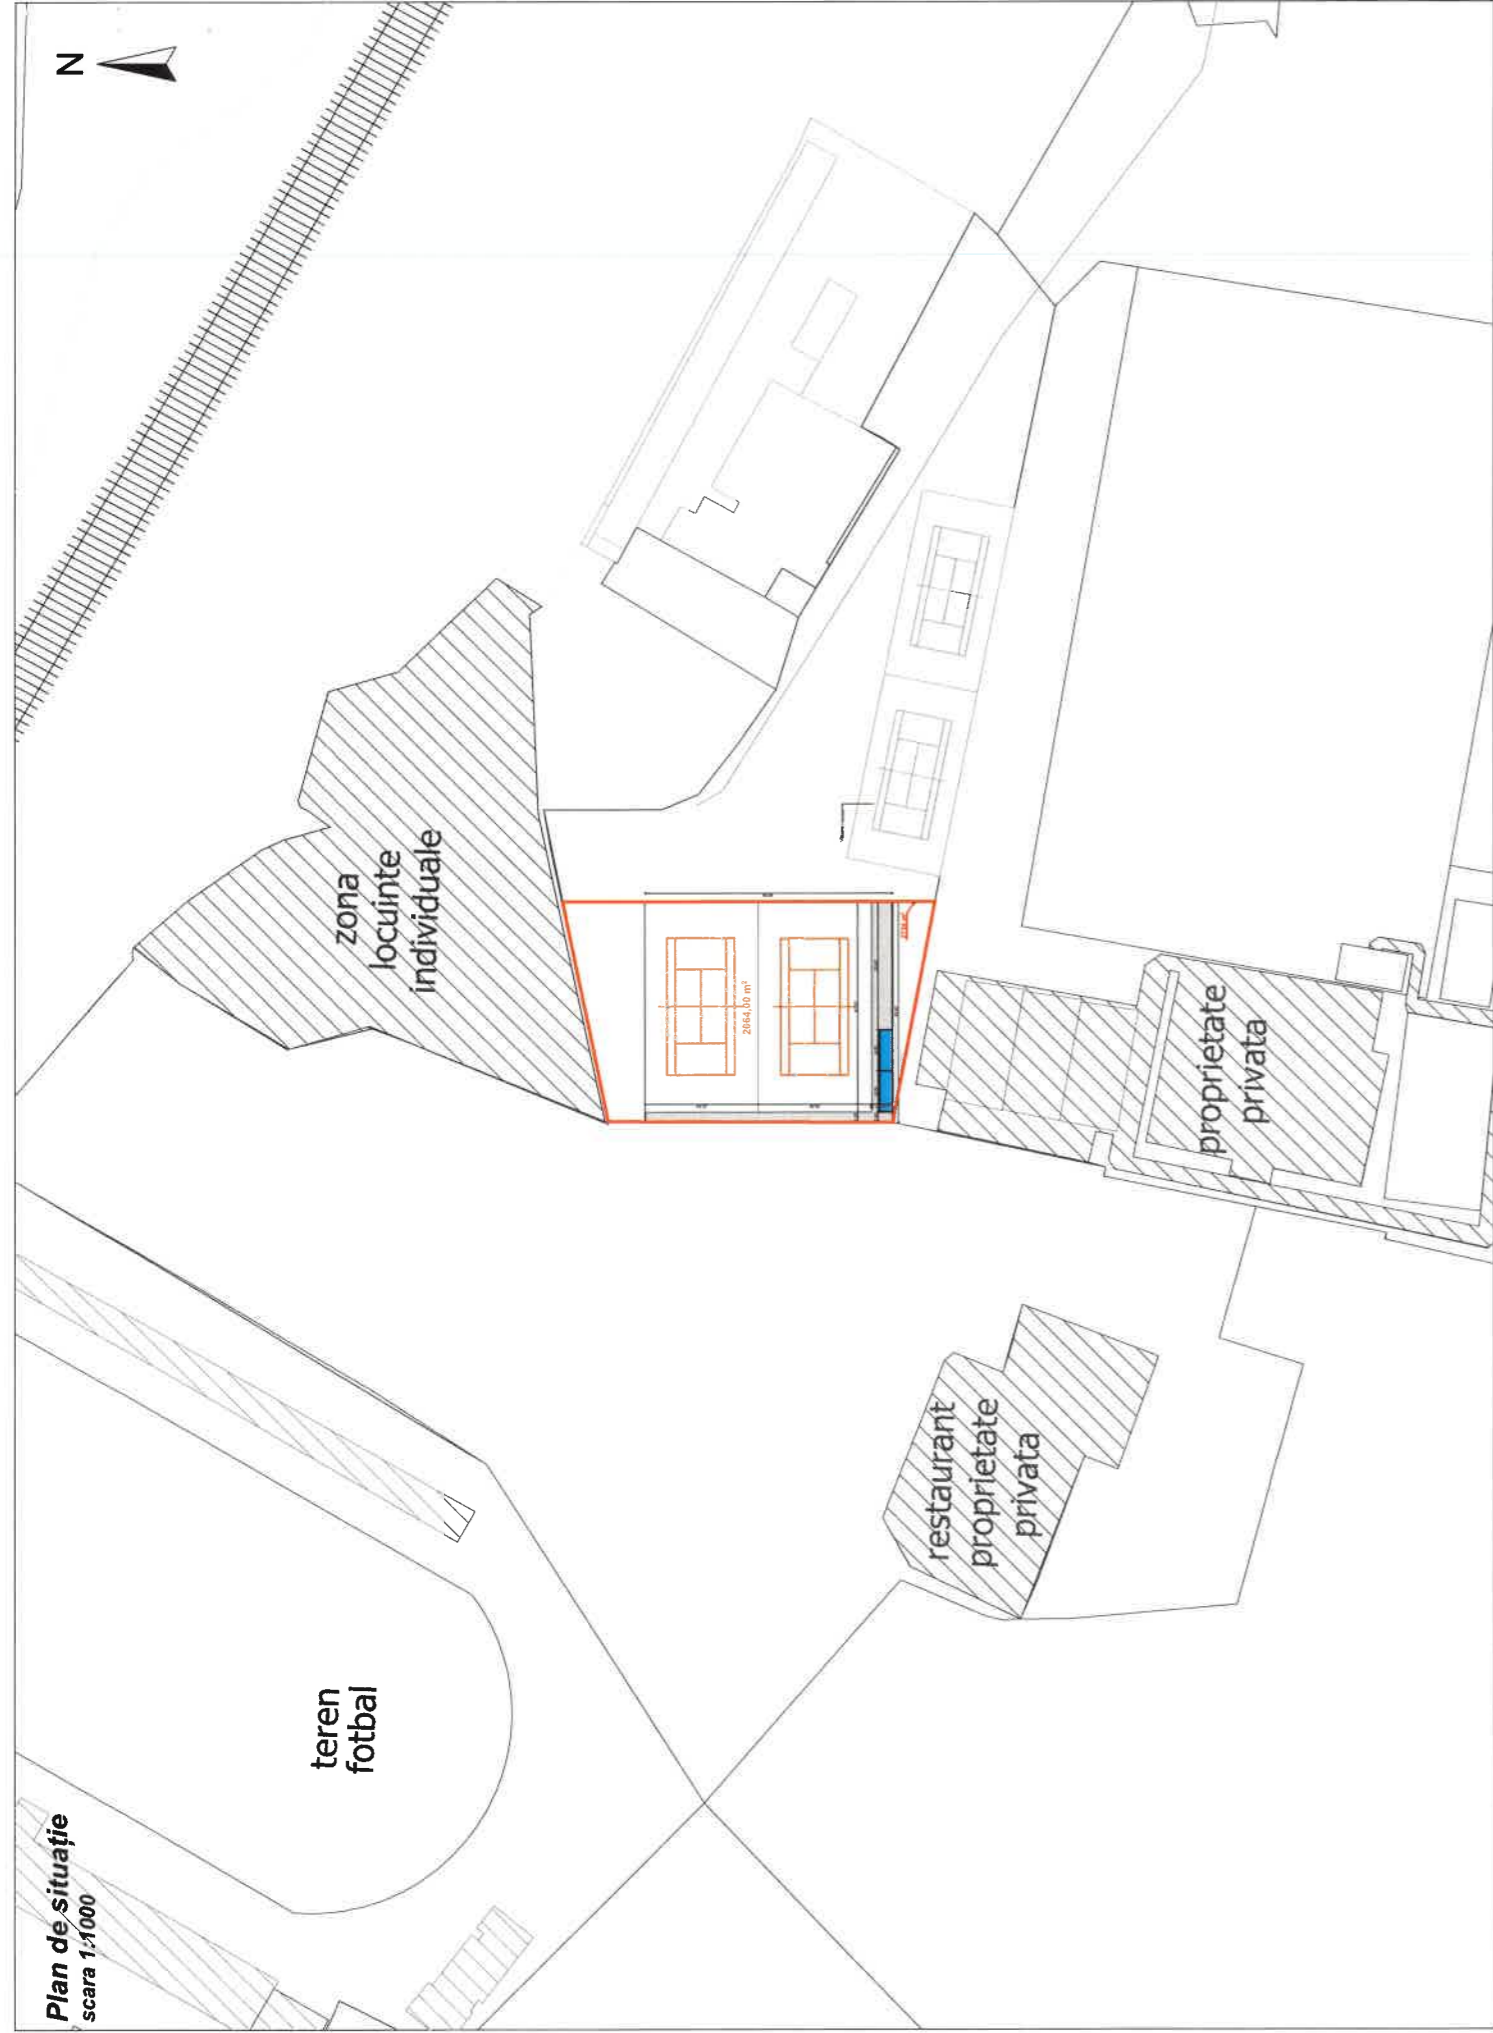 Plan de situație
scara 1:1000
N
teren
fotbal
zona
locuinte
individuale
2064,00 m²
restaurant
proprietate
privata
proprietate
privata